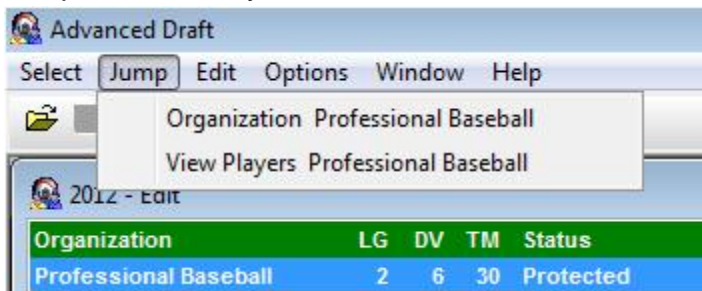 Advanced Draft
Select Jump Edit Options Window Help
Organization Professional Baseball
View Players Professional Baseball
2012 - Edit
Organization LG DV TM Status
Professional Baseball 2 6 30 Protected